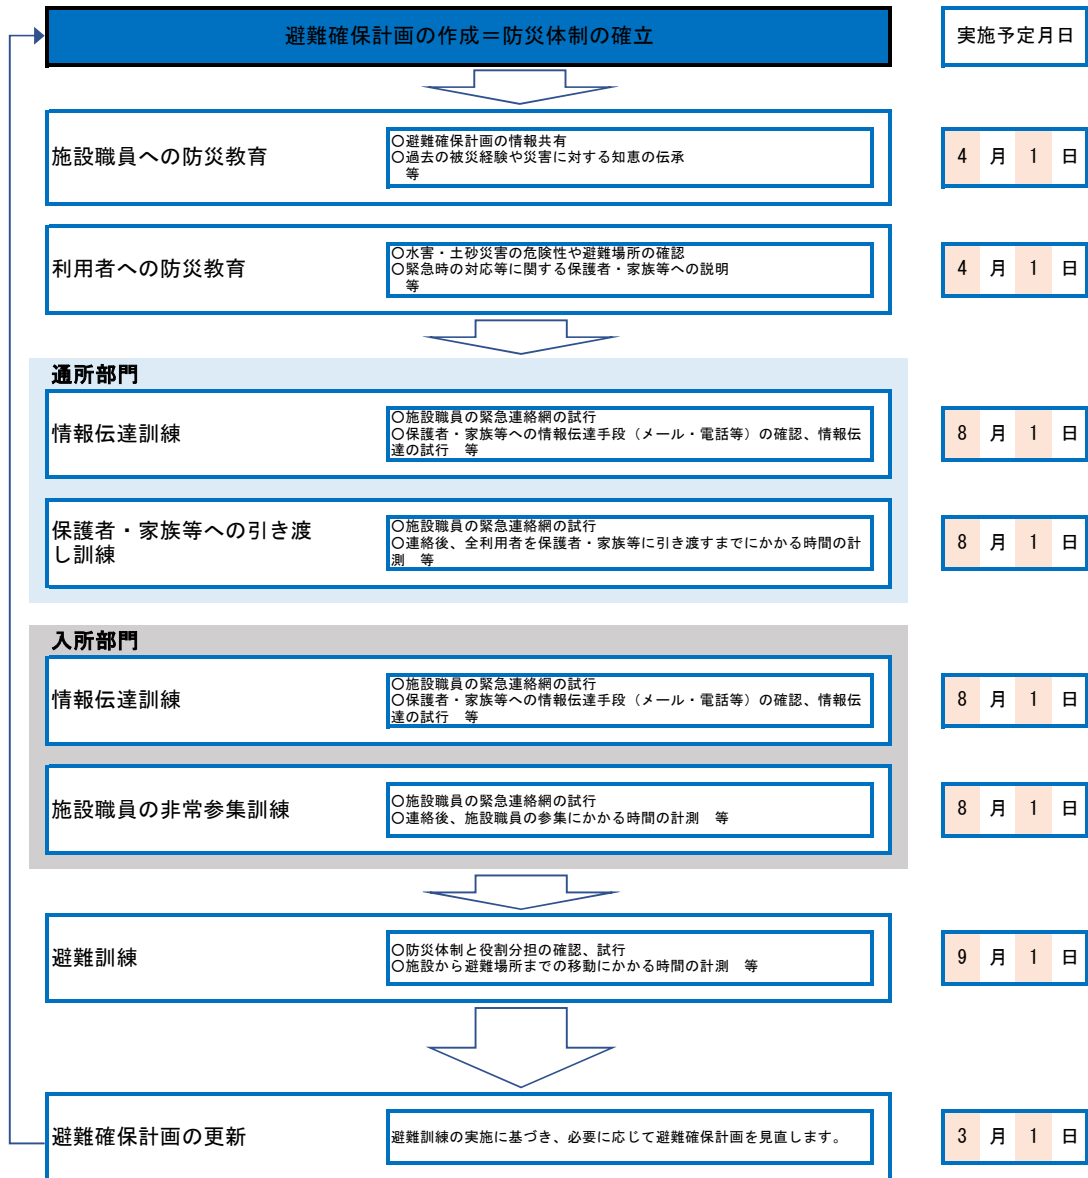 避難確保計画の作成＝防災体制の確立
実施予定月日
施設職員への防災教育
〇避難確保計画の情報共有
〇過去の被災経験や災害に対する知恵の伝承
等
4 月 1 日
利用者への防災教育
〇水害・土砂災害の危険性や避難場所の確認
〇緊急時の対応等に関する保護者・家族等への説明
等
4 月 1 日
通所部門
情報伝達訓練
〇施設職員の緊急連絡網の試行
〇保護者・家族等への情報伝達手段（メール・電話等）の確認、情報伝
達の試行　等
8 月 1 日
保護者・家族等への引き渡
し訓練
〇施設職員の緊急連絡網の試行
〇連絡後、全利用者を保護者・家族等に引き渡すまでにかかる時間の計
測　等
8 月 1 日
入所部門
情報伝達訓練
〇施設職員の緊急連絡網の試行
〇保護者・家族等への情報伝達手段（メール・電話等）の確認、情報伝
達の試行　等
8 月 1 日
施設職員の非常参集訓練
〇施設職員の緊急連絡網の試行
〇連絡後、施設職員の参集にかかる時間の計測　等
8 月 1 日
避難訓練
〇防災体制と役割分担の確認、試行
〇施設から避難場所までの移動にかかる時間の計測　等
9 月 1 日
避難確保計画の更新
避難訓練の実施に基づき、必要に応じて避難確保計画を見直します。
3 月 1 日